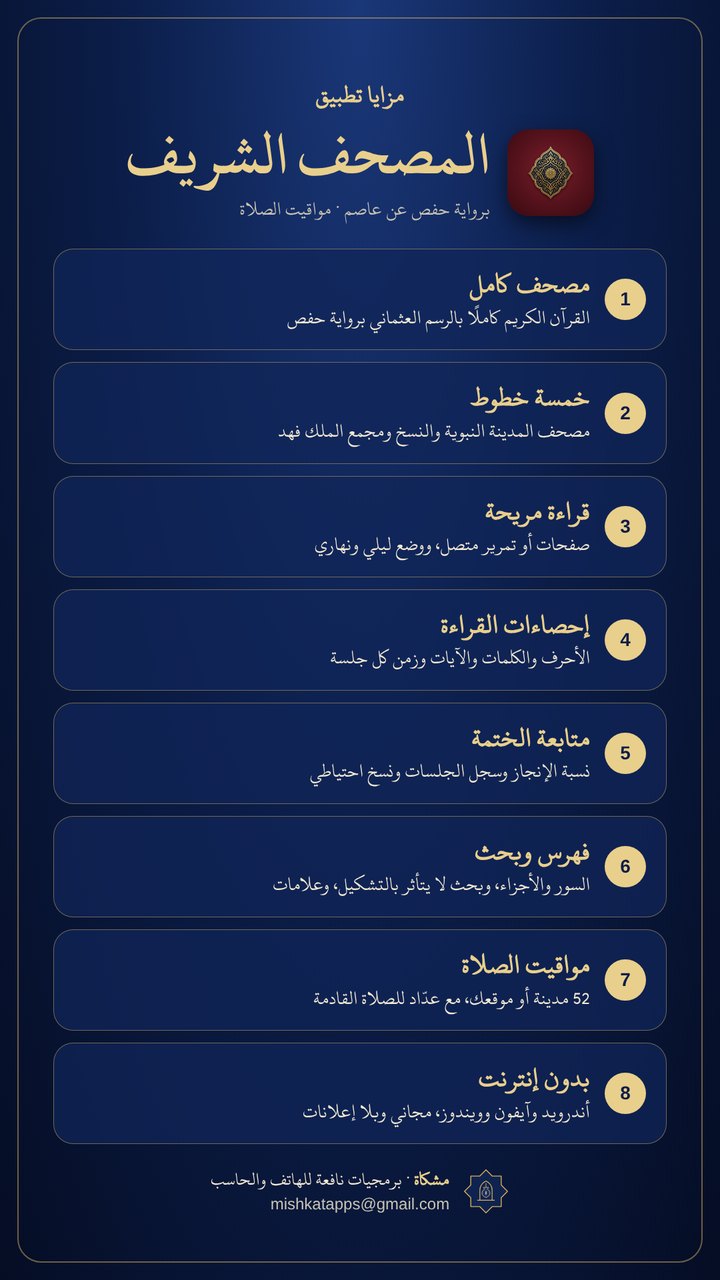 مزايا تطبيق
المصحف الشريف
برواية حفص عن عاصم · مواقيت الصلاة
1
مصحف كامل
القرآن الكريم كاملًا بالرسم العثماني برواية حفص
2
خمسة خطوط
مصحف المدينة النبوية والنسخ ومجمع الملك فهد
3
قراءة مريحة
صفحات أو تمرير متصل، ووضع ليلي ونهاري
4
إحصاءات القراءة
الأحرف والكلمات والآيات وزمن كل جلسة
5
متابعة الختمة
نسبة الإنجاز وسجل الجلسات ونسخ احتياطي
6
فهرس وبحث
السور والأجزاء، وبحث لا يتأثر بالتشكيل، وعلامات
7
مواقيت الصلاة
52 مدينة أو موقعك، مع عدّاد للصلاة القادمة
8
بدون إنترنت
أندرويد وآيفون وويندوز، مجاني وبلا إعلانات
مشكاة · برمجيات نافعة للهاتف والحاسب
mishkatapps@gmail.com